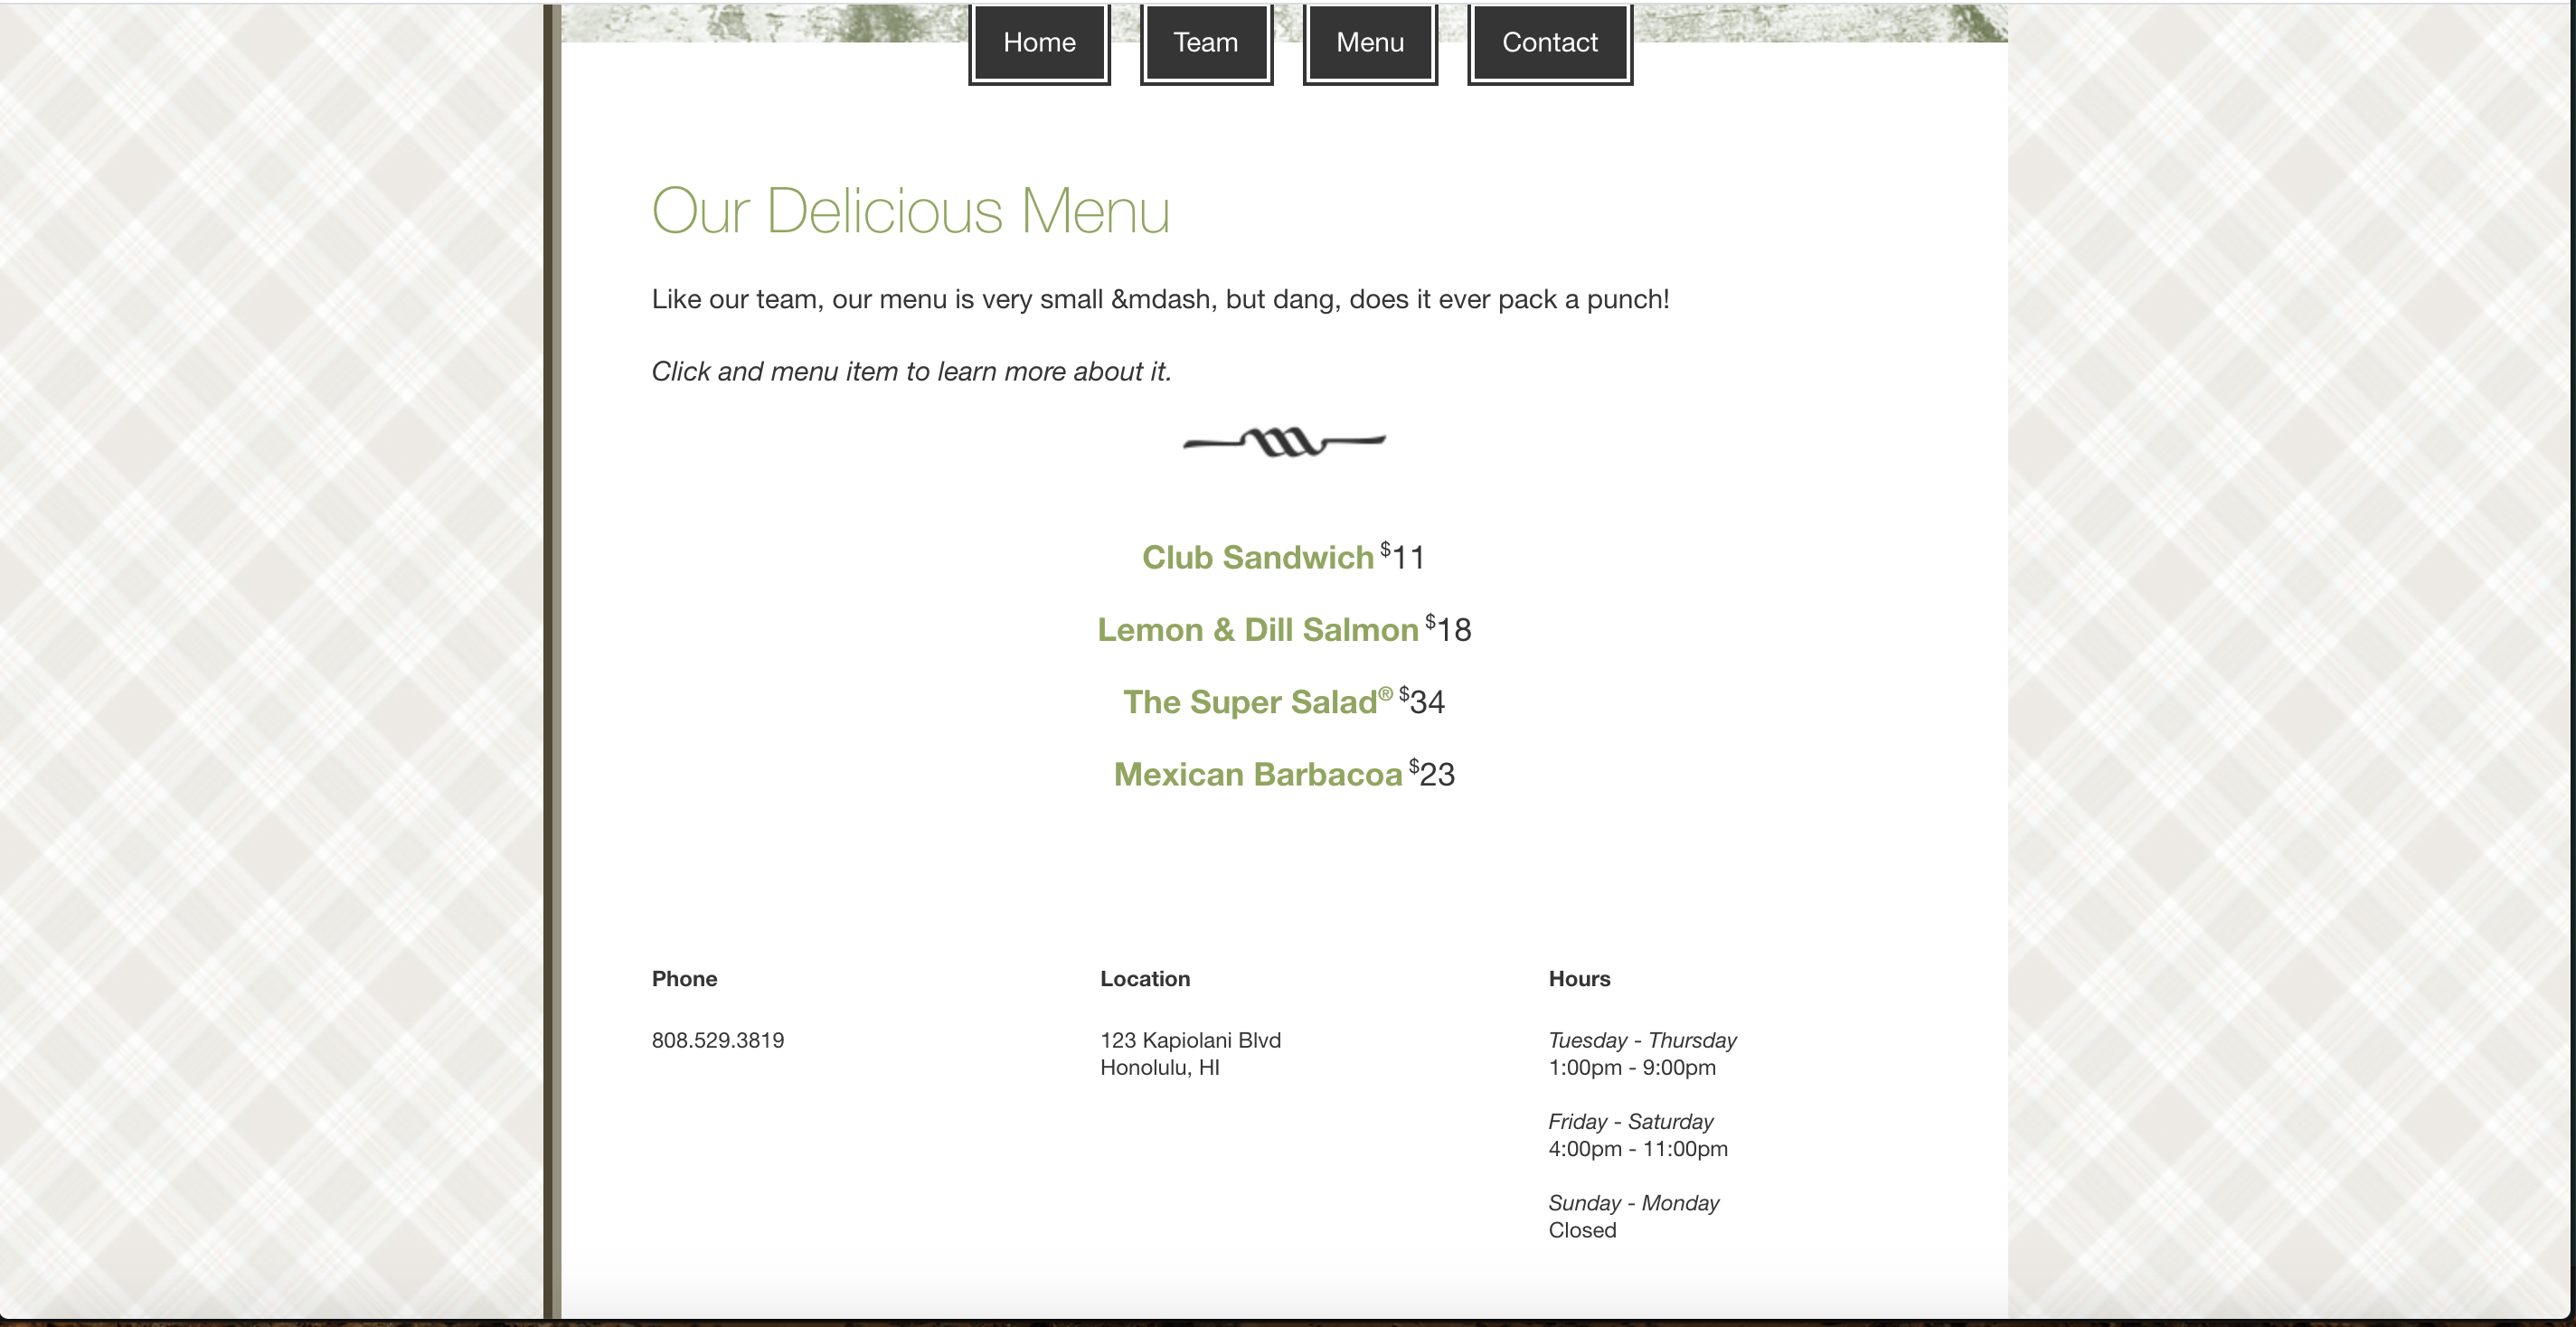 Home Team Menu Contact
Our Delicious Menu
Like our team, our menu is very small &mdash, but dang, does it ever pack a punch!
Click and menu item to learn more about it.
Club Sandwich $11
Lemon & Dill Salmon $18
The Super Salad® $34
Mexican Barbacoa $23
Phone
808.529.3819
Location
123 Kapiolani Blvd
Honolulu, HI
Hours
Tuesday - Thursday
1:00pm - 9:00pm
Friday - Saturday
4:00pm - 11:00pm
Sunday - Monday
Closed